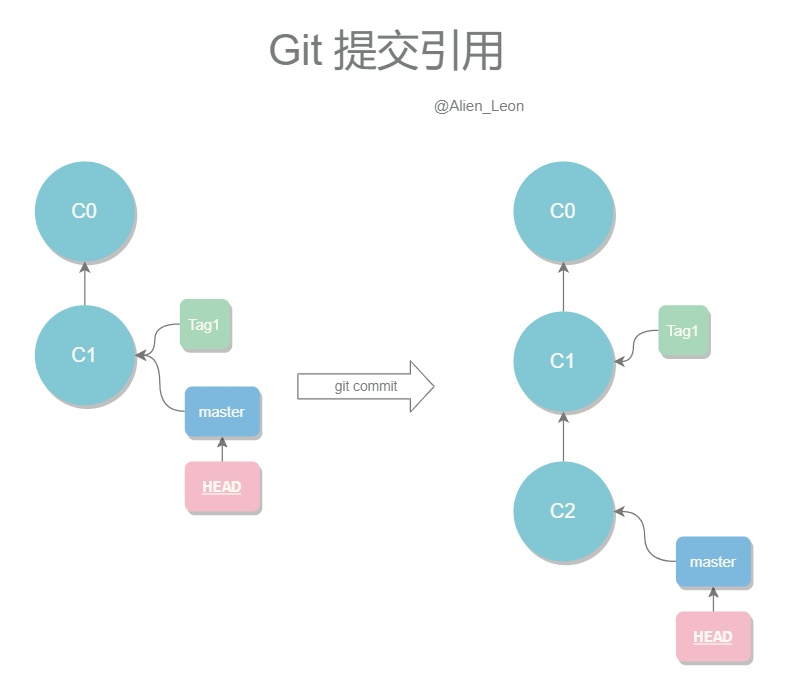 Git 提交引用
@Alien_Leon
C0
C1
Tag1
master
HEAD
git commit
C0
C1
Tag1
C2
master
HEAD